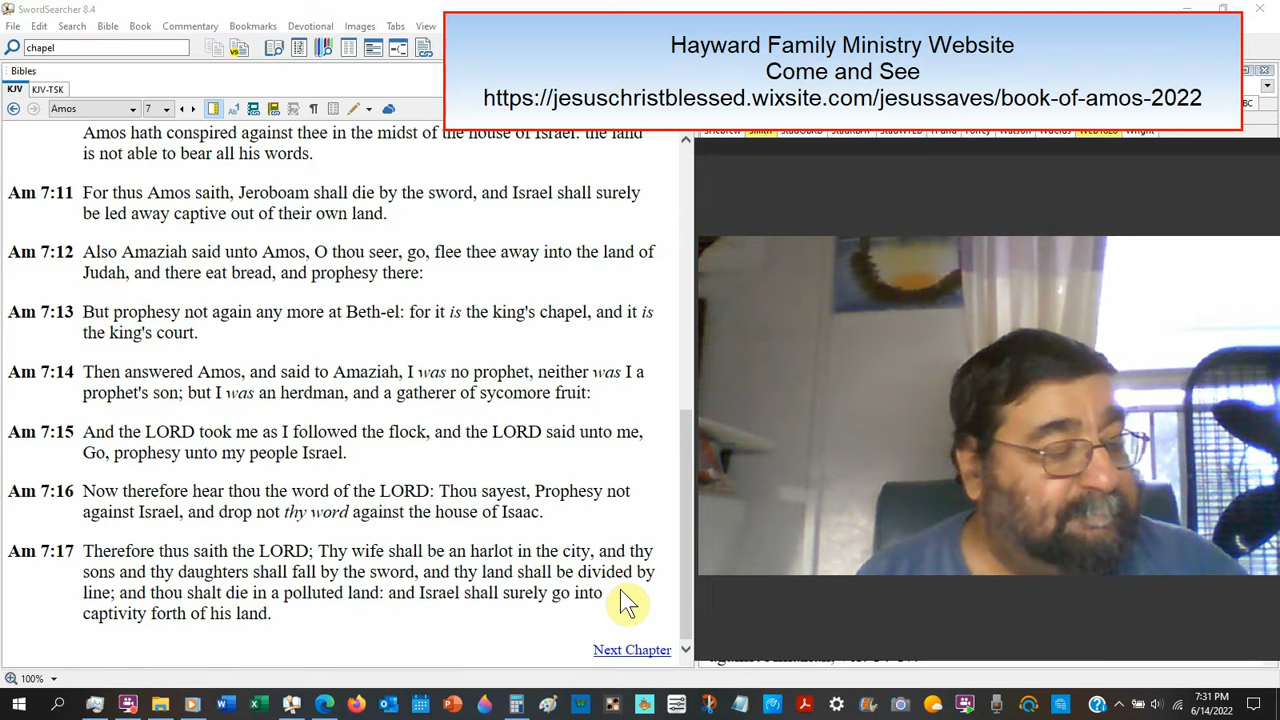 SwordSearcher 8.4
File Edit Search Bible Book Commentary Bookmarks Devotional Images Tabs View
chapel
Hayward Family Ministry Website
Come and See
https://jesuschristblessed.wixsite.com/jesussaves/book-of-amos-2022
Bibles
KJV KJV-TSK
Amos 7
Amos hath conspired against thee in the midst of the house of Israel: the land
is not able to bear all his words.
Am 7:11 For thus Amos saith, Jeroboam shall die by the sword, and Israel shall surely
be led away captive out of their own land.
Am 7:12 Also Amaziah said unto Amos, O thou seer, go, flee thee away into the land of
Judah, and there eat bread, and prophesy there:
Am 7:13 But prophesy not again any more at Beth-el: for it is the king's chapel, and it is
the king's court.
Am 7:14 Then answered Amos, and said to Amaziah, I was no prophet, neither was I a
prophet's son; but I was an herdman, and a gatherer of sycomore fruit:
Am 7:15 And the LORD took me as I followed the flock, and the LORD said unto me,
Go, prophesy unto my people Israel.
Am 7:16 Now therefore hear thou the word of the LORD: Thou sayest, Prophesy not
against Israel, and drop not thy word against the house of Isaac.
Am 7:17 Therefore thus saith the LORD; Thy wife shall be an harlot in the city, and thy
sons and thy daughters shall fall by the sword, and thy land shall be divided by
line; and thou shalt die in a polluted land: and Israel shall surely go into
captivity forth of his land.
Next Chapter
100%
7:31 PM
6/14/2022